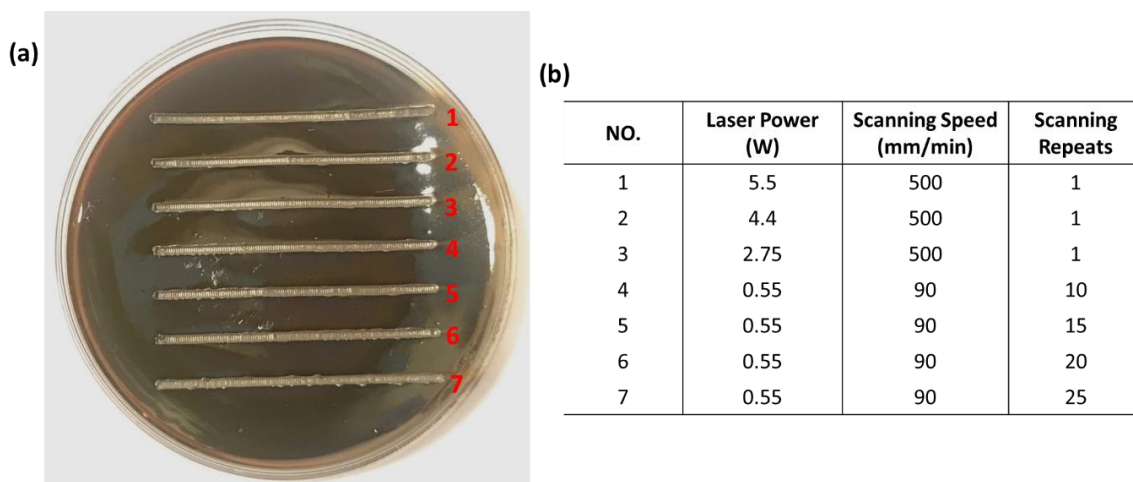 (a)
1
2
3
4
5
6
7
(b)
NO. Laser Power (W) Scanning Speed (mm/min) Scanning Repeats
1 5.5 500 1
2 4.4 500 1
3 2.75 500 1
4 0.55 90 10
5 0.55 90 15
6 0.55 90 20
7 0.55 90 25